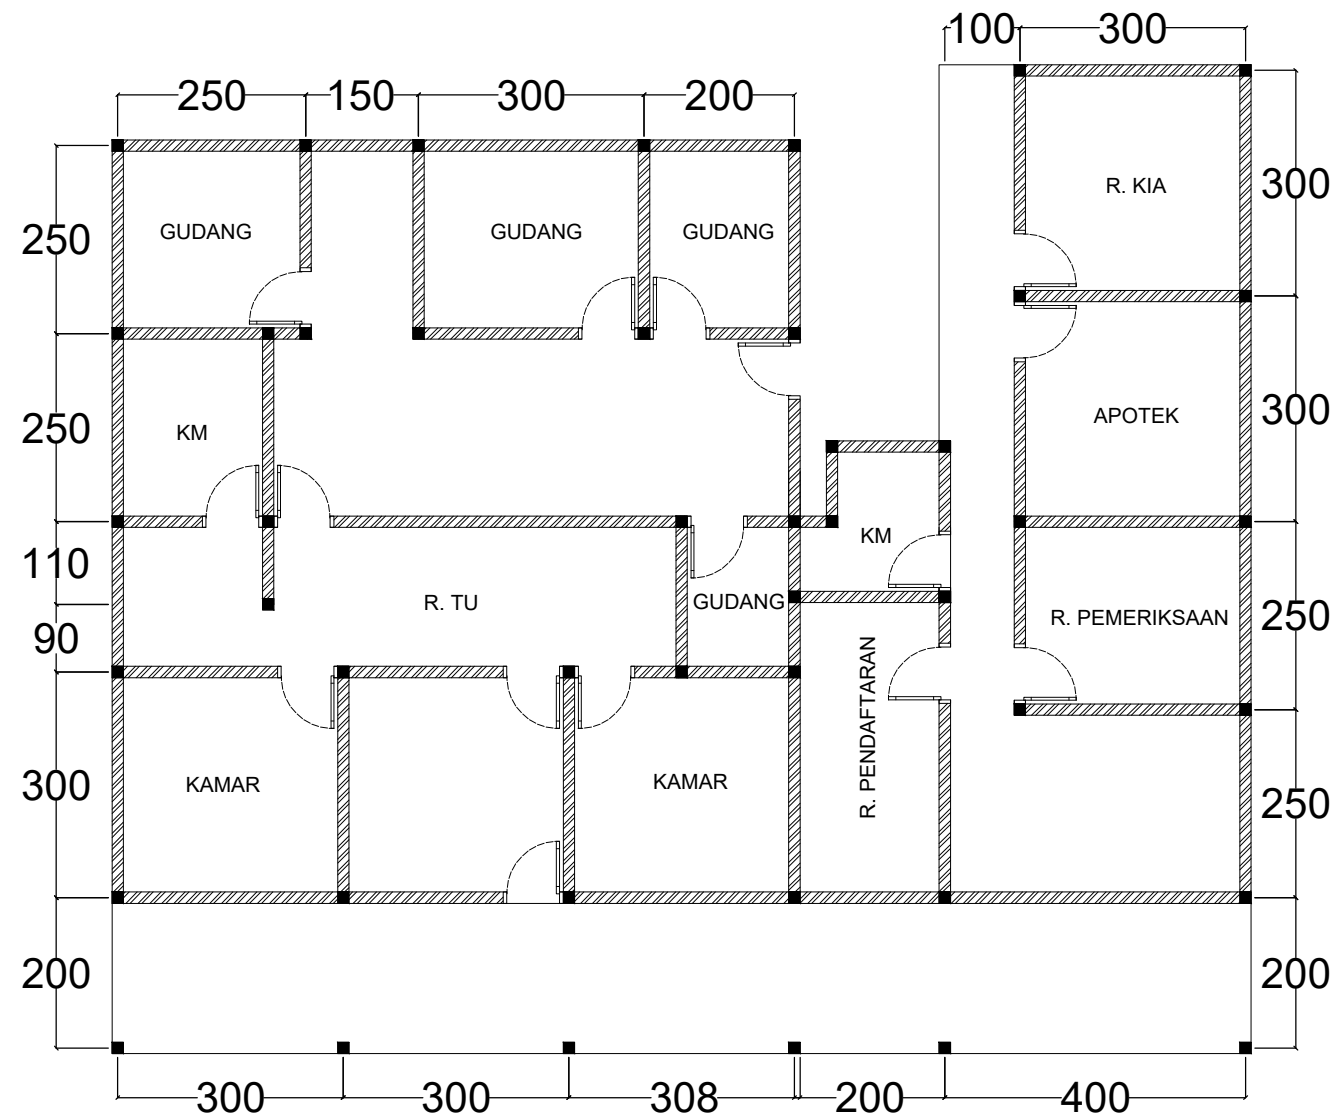 100 300
250 150 300 200
R. KIA
300
GUDANG GUDANG GUDANG
250
APOTEK
300
KM
250
KM
110
GUDANG
R. TU
R. PEMERIKSAAN
250
90
R. PENDAFTARAN
KAMAR
KAMAR
300
250
200
200
300 300 308 200 400